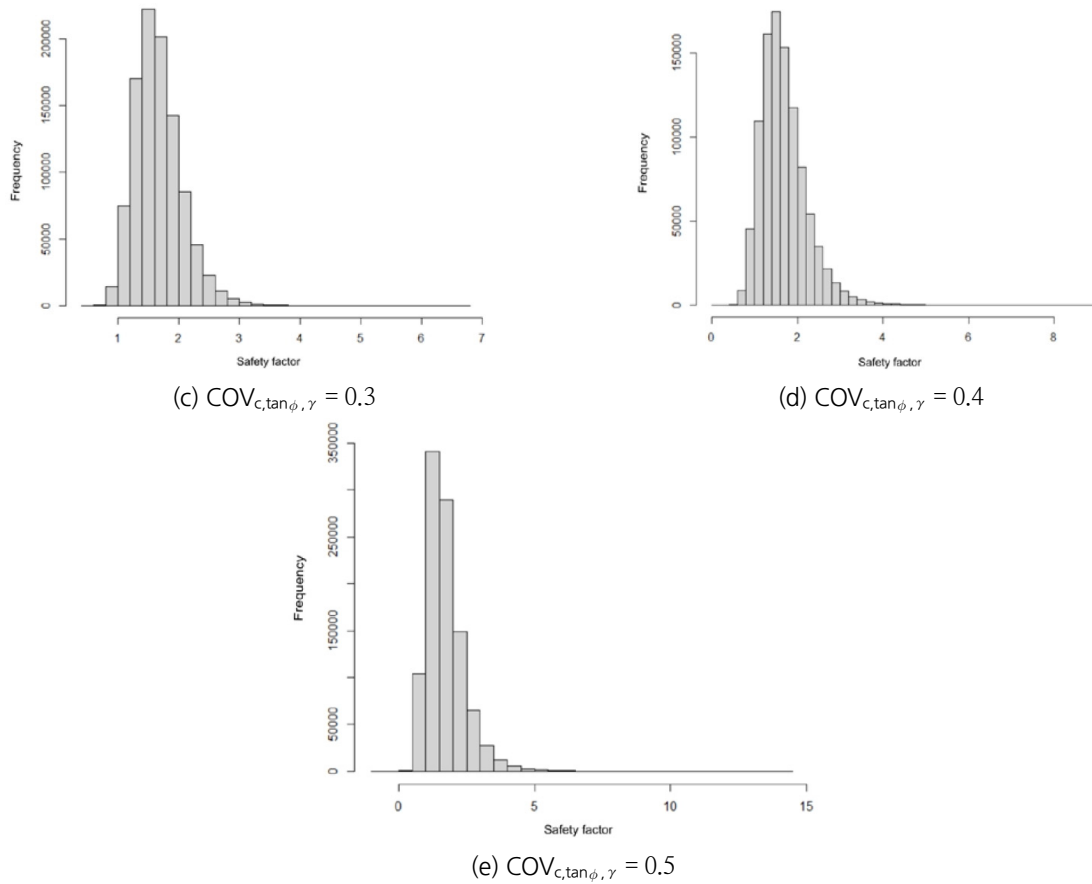 Frequency
0
50000
100000
150000
200000
1 2 3 4 5 6 7
Safety factor
(c) COVc,tanϕ, γ = 0.3
Frequency
0
50000
100000
150000
0 2 4 6 8
Safety factor
(d) COVc,tanϕ, γ = 0.4
Frequency
0
50000
150000
250000
350000
0 5 10 15
Safety factor
(e) COVc,tanϕ, γ = 0.5